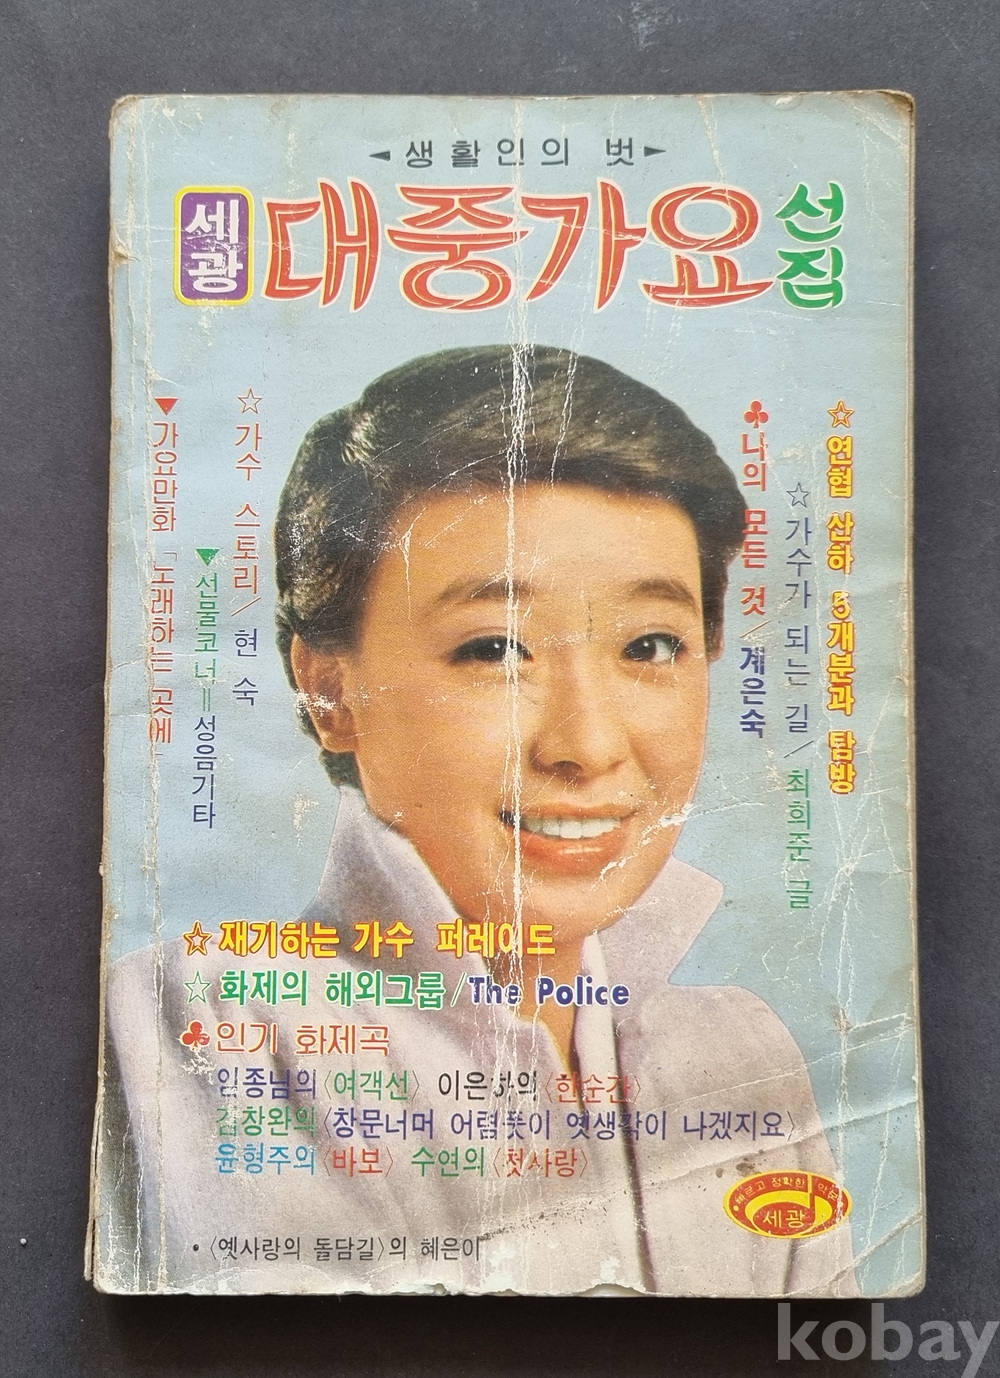 ◄생활인의 벗►
세광 대중가요 선집
▼가요만화 「노래하는 곳에」
☆가수 스토리/현 숙
▼선물코너=성음기타
♣나의 모든 것/계은숙
☆가수가 되는 길/최희준 글
☆연협 산하 5개분과 탐방
☆재기하는 가수 퍼레이드
☆화제의 해외그룹/The Police
♣인기 화제곡
임종님의〈여객선〉 이은하의〈한순간〉
김창완의〈창문너머 어렴풋이 옛생각이 나겠지요〉
윤형주의〈바보〉 수연의〈첫사랑〉
•〈옛사랑의 돌담길〉의 혜은이
정확한
세광
kobay